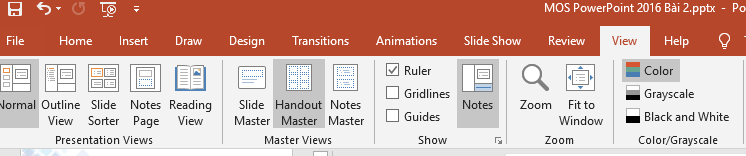 MOS PowerPoint 2016 Bài 2.pptx - Po
File Home Insert Draw Design Transitions Animations Slide Show Review View Help
Normal
Outline View
Slide Sorter
Notes Page
Reading View
Presentation Views
Slide Master
Handout Master
Notes Master
Master Views
Ruler
Gridlines
Guides
Show
Notes
Zoom
Fit to Window
Zoom
Color
Grayscale
Black and White
Color/Grayscale